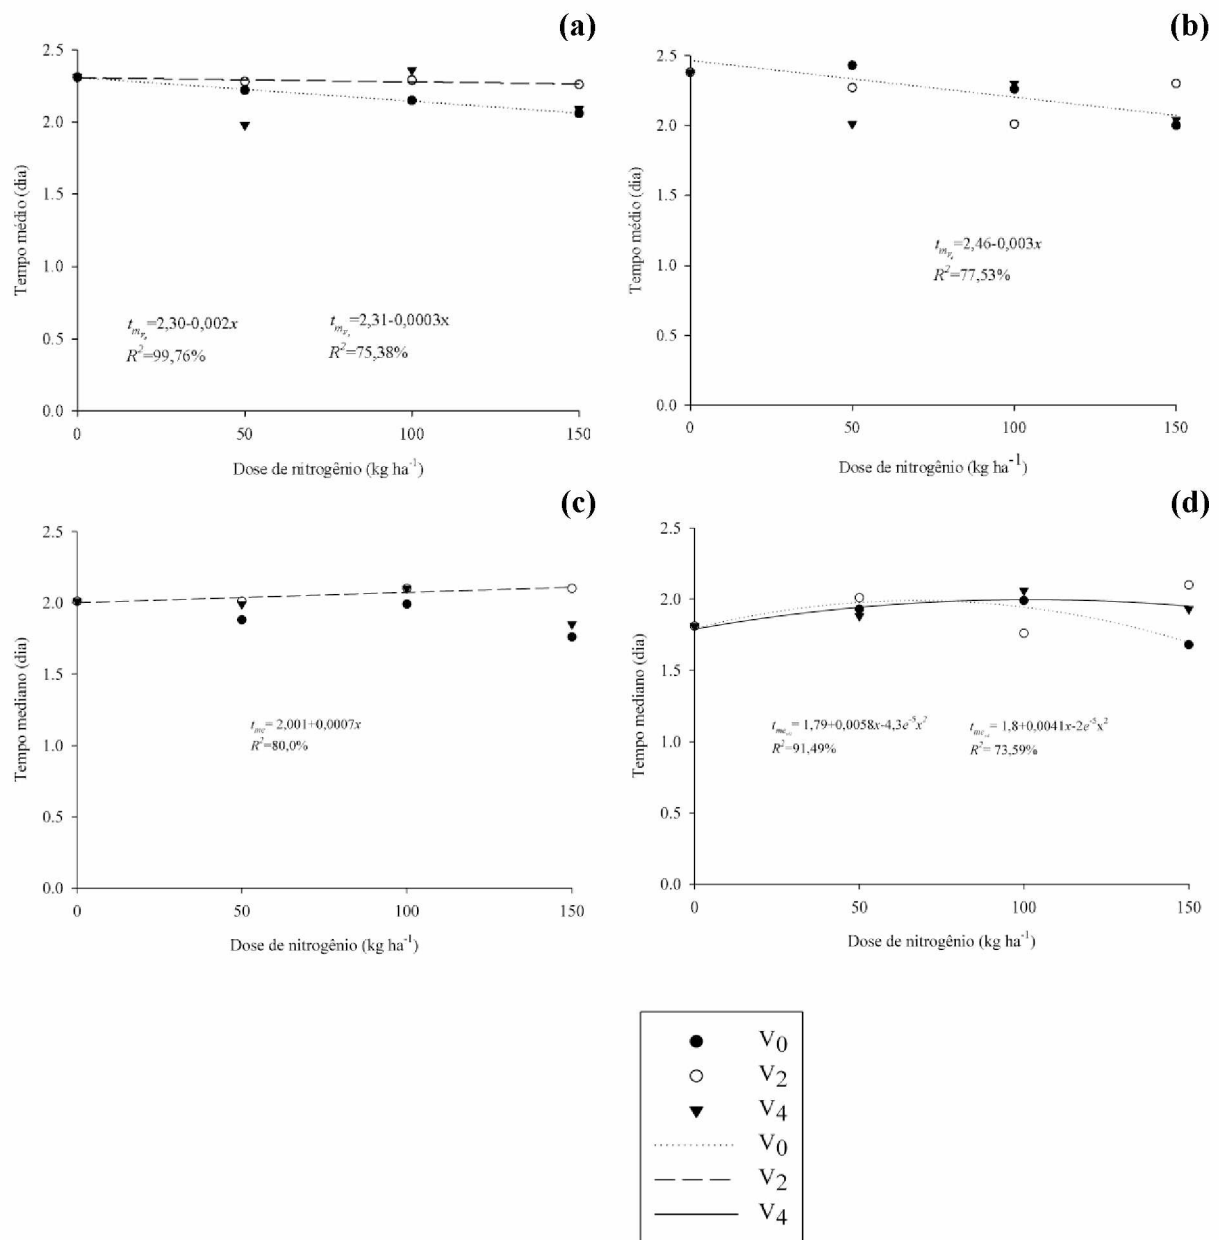 (a)
2.5
2.0
1.5
1.0
0.5
0.0
Tempo médio (dia)
t_m=2,30-0,002x
R²=99,76%
t_m=2,31-0,0003x
R²=75,38%
0 50 100 150
Dose de nitrogênio (kg ha⁻¹)
(b)
2.5
2.0
1.5
1.0
0.5
0.0
Tempo médio (dia)
t_m=2,46-0,003x
R²=77,53%
0 50 100 150
Dose de nitrogênio (kg ha⁻¹)
(c)
2.5
2.0
1.5
1.0
0.5
0.0
Tempo mediano (dia)
t_me= 2,001+0,0007x
R²=80,0%
0 50 100 150
Dose de nitrogênio (kg ha⁻¹)
(d)
2.5
2.0
1.5
1.0
0.5
0.0
Tempo mediano (dia)
t_me= 1,79+0,0058x-4,3e⁻⁵x²
R²=91,49%
t_me= 1,8+0,0041x-2e⁻⁵x²
R²= 73,59%
0 50 100 150
Dose de nitrogênio (kg ha⁻¹)
V₀
V₂
V₄
V₀
V₂
V₄